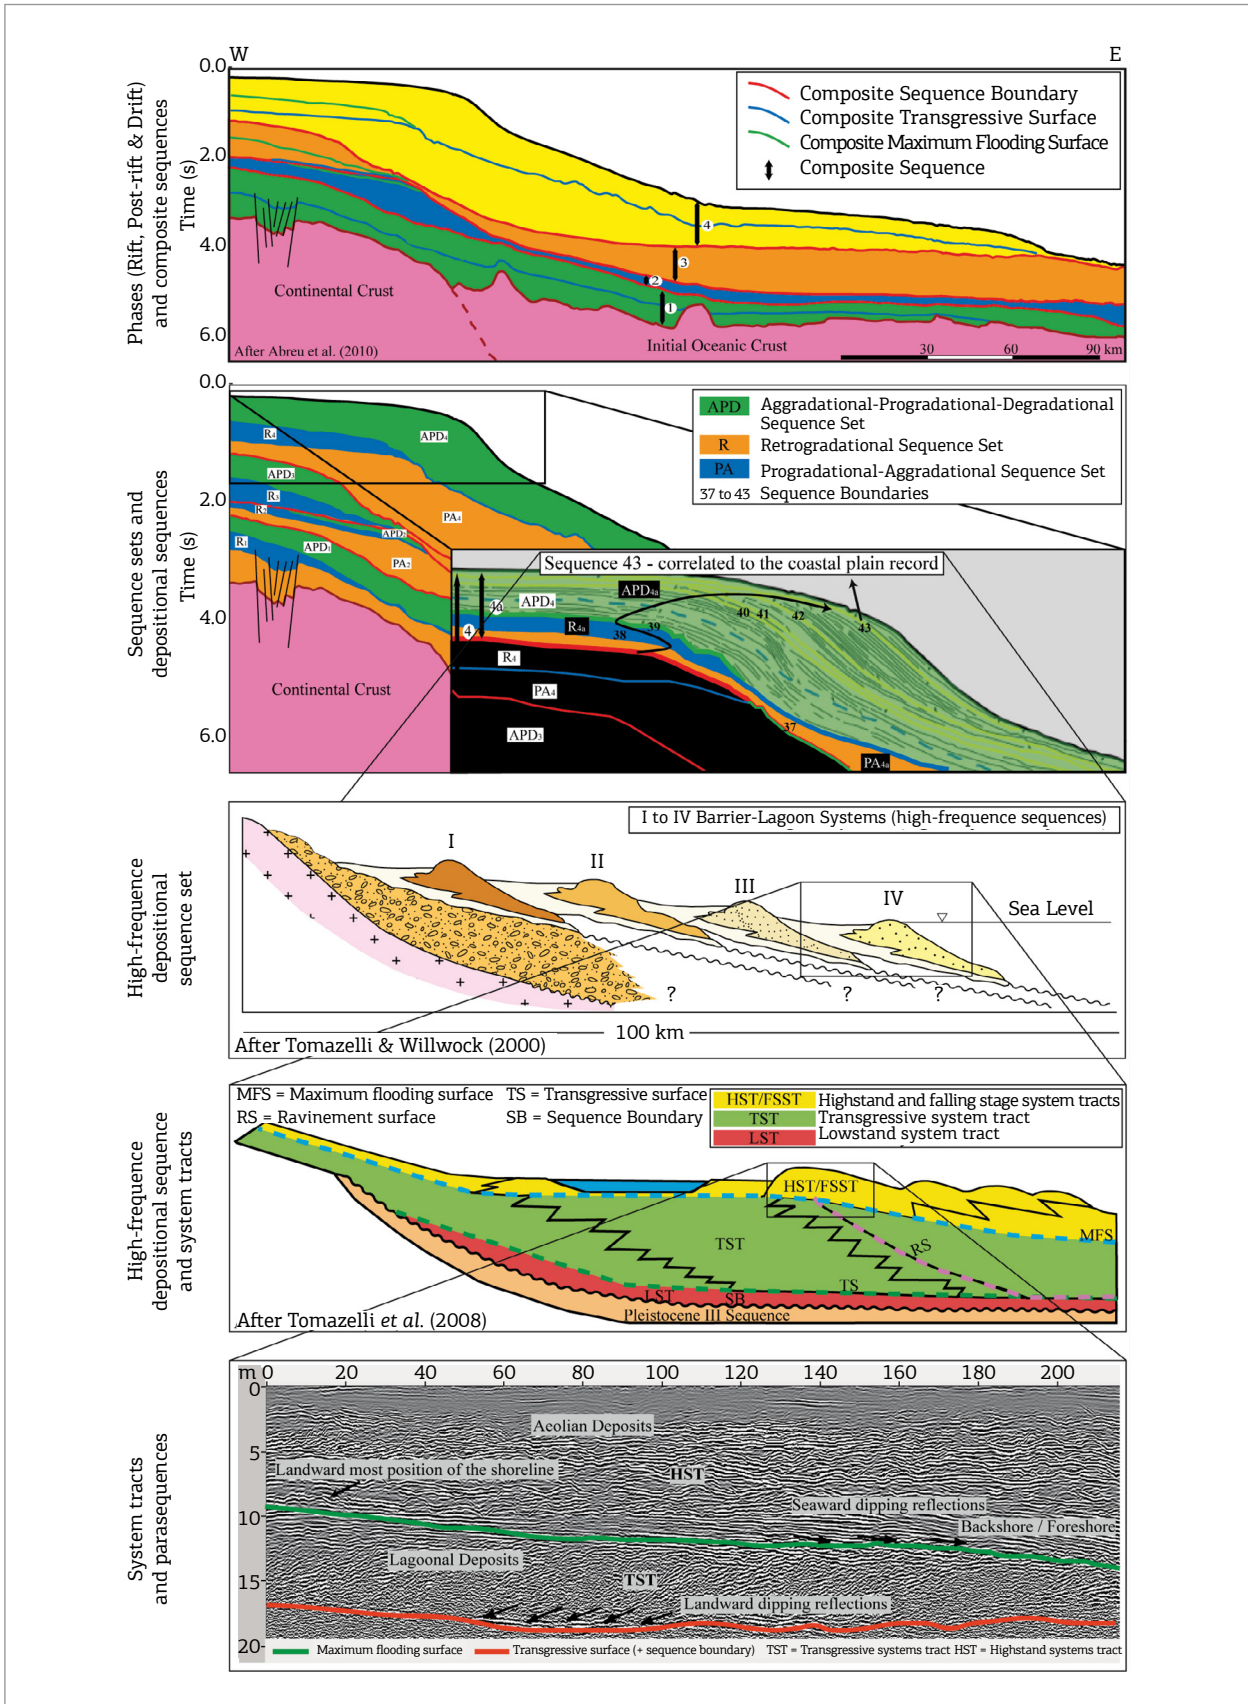 W
E
Phases (Rift, Post-rift & Drift)
and composite sequences
Time (s)
0.0
2.0
4.0
6.0
Composite Sequence Boundary
Composite Transgressive Surface
Composite Maximum Flooding Surface
Composite Sequence
4
3
2
1
Continental Crust
Initial Oceanic Crust
After Abreu et al. (2010)
30
60
90 km
Sequence sets and
depositional sequences
Time (s)
0.0
2.0
4.0
6.0
APD
Aggradational-Progradational-Degradational
Sequence Set
R
Retrogradational Sequence Set
PA
Progradational-Aggradational Sequence Set
37 to 43
Sequence Boundaries
R4
APD4
APD3
R3
R2
PA4
APD2
R1
APD1
PA2
Continental Crust
Sequence 43 - correlated to the coastal plain record
APD4a
APD4
4a
4
R4a
38
39
40
41
42
43
R4
PA4
APD3
37
PA4a
High-frequence
depositional
sequence set
I to IV Barrier-Lagoon Systems (high-frequence sequences)
I
II
III
IV
Sea Level
?
?
?
100 km
After Tomazelli & Willwock (2000)
High-frequence
depositional sequence
and system tracts
MFS = Maximum flooding surface
TS = Transgressive surface
RS = Ravinement surface
SB = Sequence Boundary
HST/FSST
Highstand and falling stage system tracts
TST
Transgressive system tract
LST
Lowstand system tract
HST/FSST
MFS
TST
RS
TS
LST
SB
Pleistocene III Sequence
After Tomazelli et al. (2008)
System tracts
and parasequences
m
0 20 40 60 80 100 120 140 160 180 200
0
5
10
15
20
Aeolian Deposits
Landward most position of the shoreline
HST
Seaward dipping reflections
Backshore / Foreshore
Lagoonal Deposits
TST
Landward dipping reflections
Maximum flooding surface
Transgressive surface (+ sequence boundary)
TST = Transgressive systems tract HST = Highstand systems tract